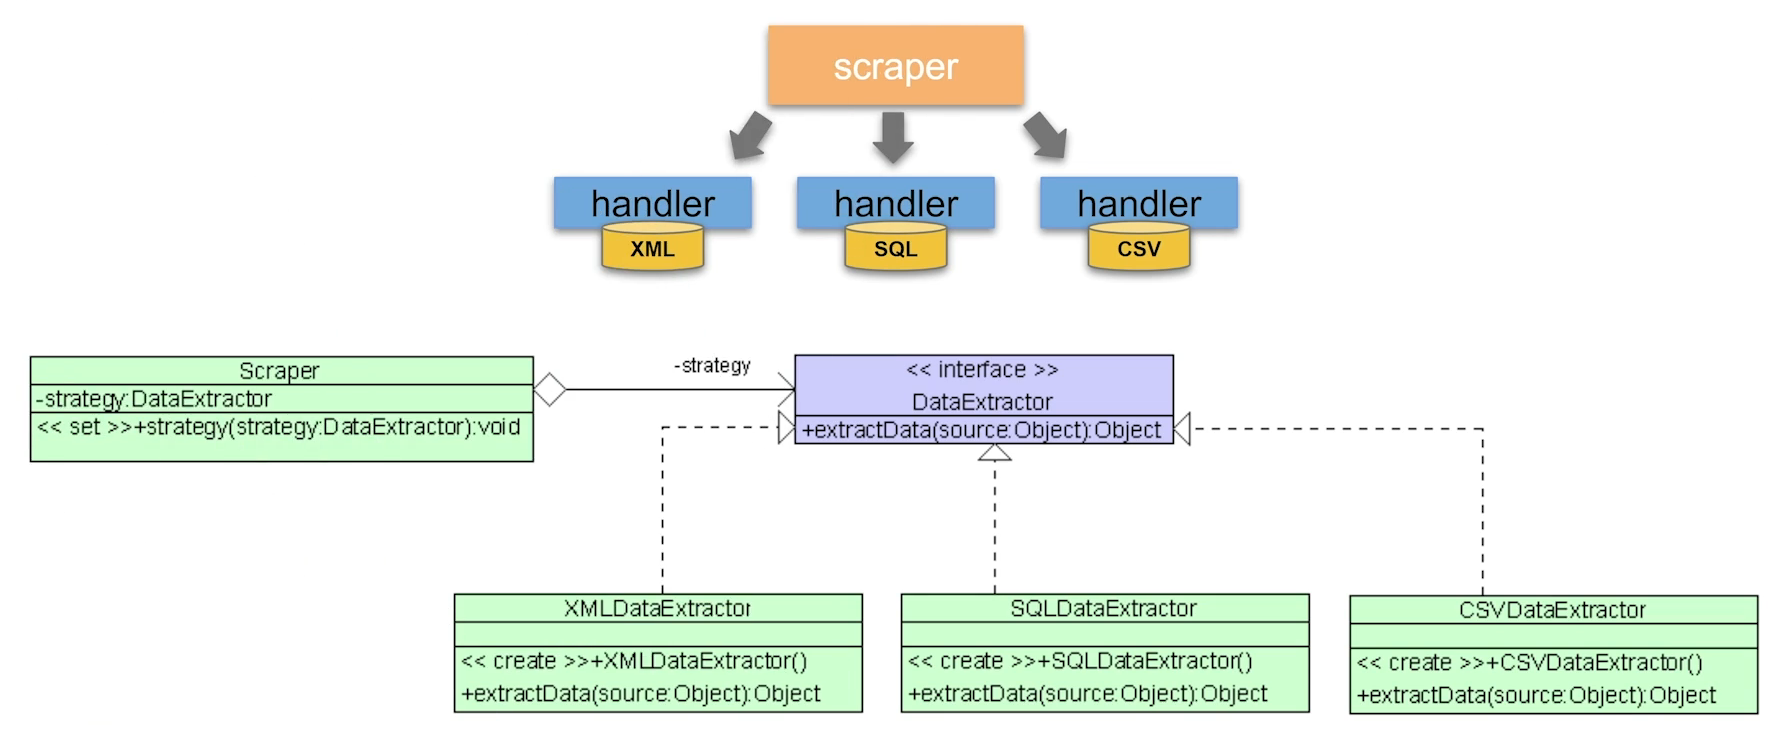 scraper
handler
handler
handler
XML
SQL
CSV
Scraper
-strategy:DataExtractor
<< set >>+strategy(strategy:DataExtractor):void
-strategy
<< interface >>
DataExtractor
+extractData(source:Object):Object
XMLDataExtractor
<< create >>+XMLDataExtractor()
+extractData(source:Object):Object
SQLDataExtractor
<< create >>+SQLDataExtractor()
+extractData(source:Object):Object
CSVDataExtractor
<< create >>+CSVDataExtractor()
+extractData(source:Object):Object